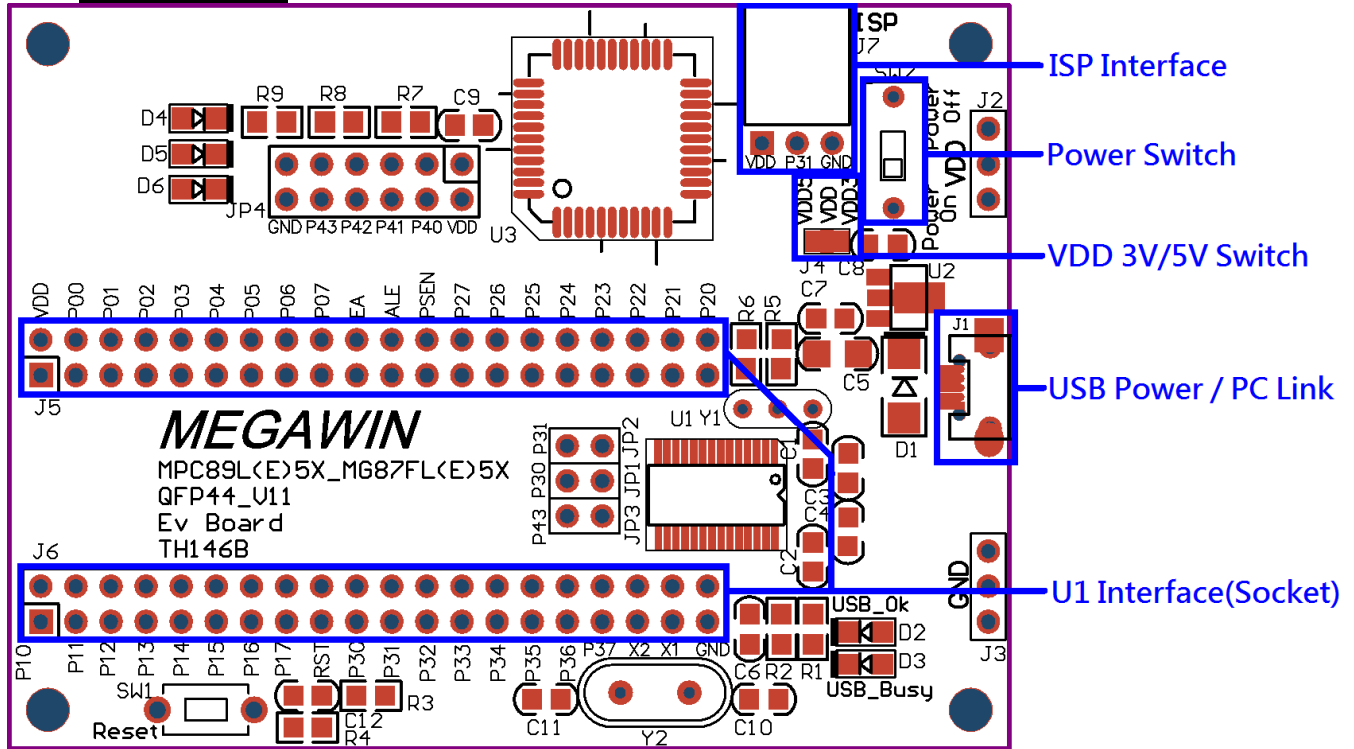 ISP
J7
ISP Interface
SW2
R9 R8 R7 C9
D4
D5
D6
JP4
GND P43 P42 P41 P40 VDD
U3
VDD P31 GND
VDD5 VDD VDD3
J4
Power Off
Power On
J2
VDD
Power Switch
C8
U2
VDD 3V/5V Switch
VDD P00 P01 P02 P03 P04 P05 P06 P07 EA ALE PSEN P27 P26 P25 P24 P23 P22 P21 P20
R6 R5 C7
J1
C5
D1
USB Power / PC Link
J5
MEGAWIN
MPC89L(E)5X_MG87FL(E)5X
QFP44_V11
Ev Board
TH146B
U1 Y1
P31 JP2
P30 JP1
P43 JP3
C1
C3
C4
C2
J6
GND
J3
U1 Interface(Socket)
P10 P11 P12 P13 P14 P15 P16 P17 RST P30 P31 P32 P33 P34 P35 P36 P37 X2 X1 GND
C6 R2 R1
USB_Ok
D2
D3
USB_Busy
SW1
Reset
C12
R3
R4
C11
Y2
C10